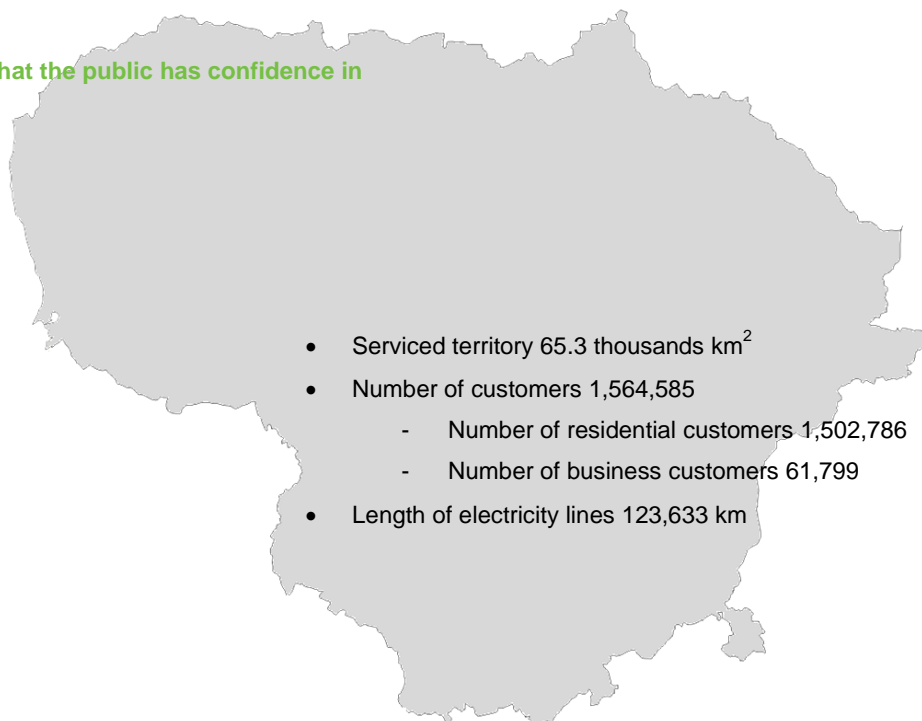 hat the public has confidence in
• Serviced territory 65.3 thousands km²
• Number of customers 1,564,585
- Number of residential customers 1,502,786
- Number of business customers 61,799
• Length of electricity lines 123,633 km